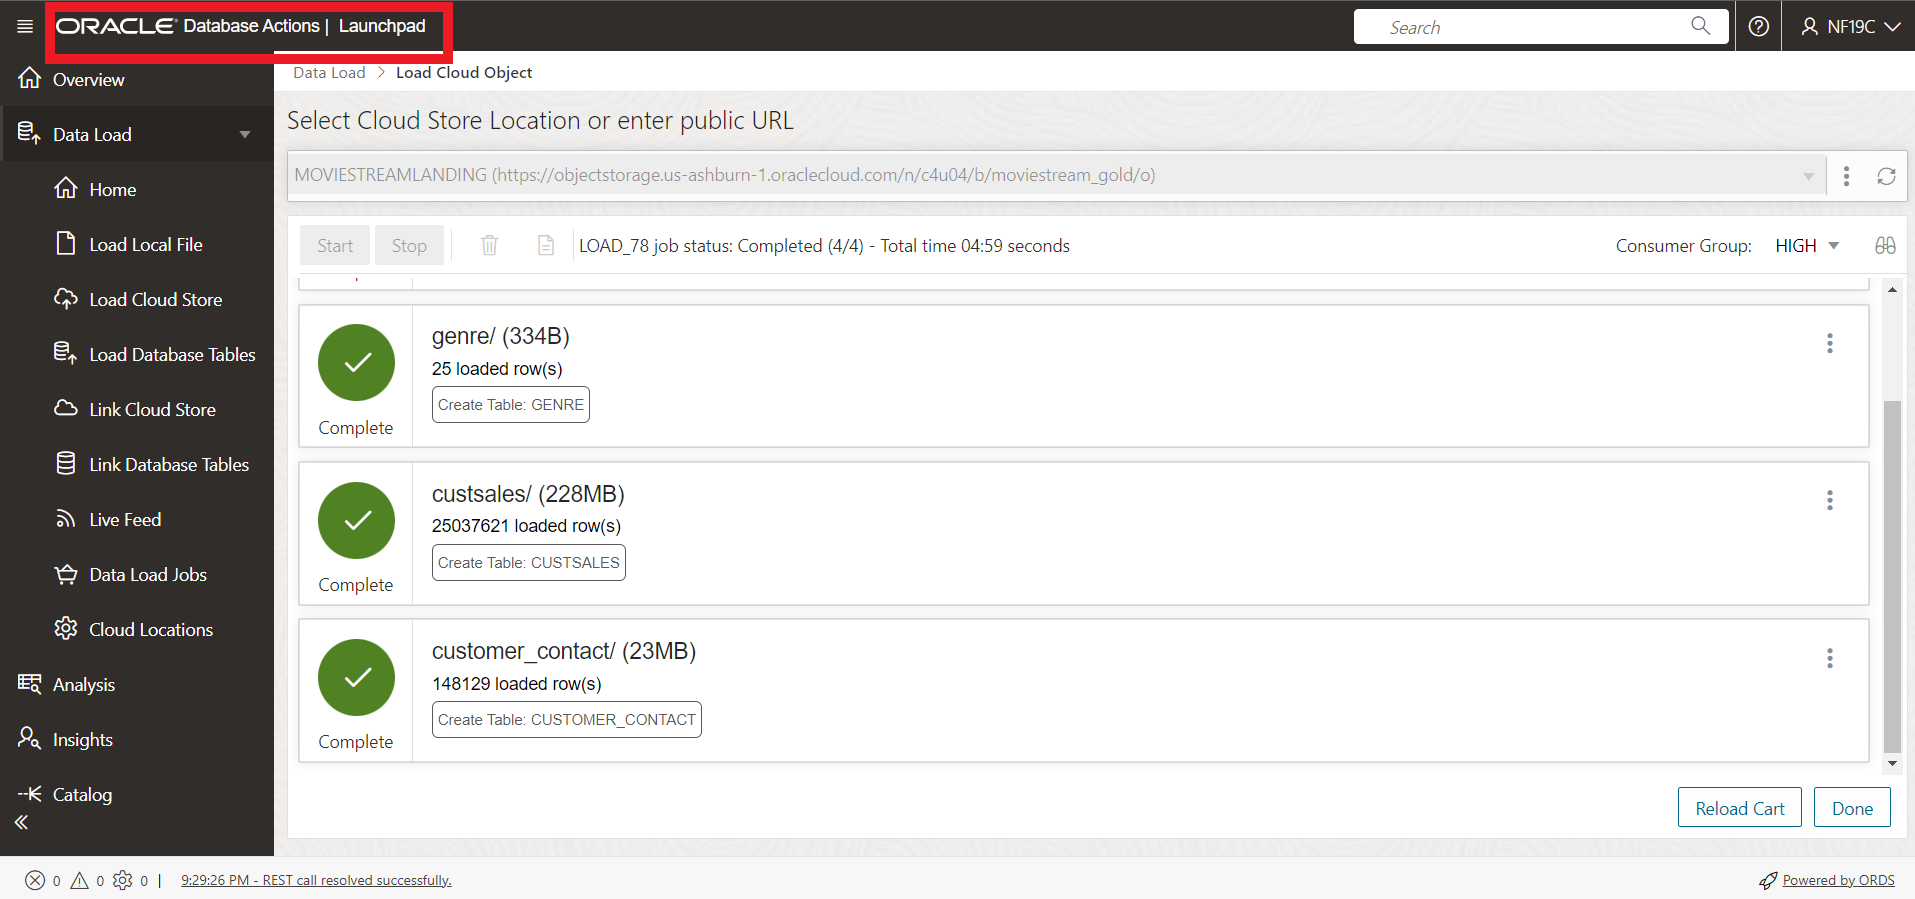 ORACLE® Database Actions | Launchpad
Search
NF19C
Overview
Data Load
Home
Load Local File
Load Cloud Store
Load Database Tables
Link Cloud Store
Link Database Tables
Live Feed
Data Load Jobs
Cloud Locations
Analysis
Insights
Catalog
Data Load > Load Cloud Object
Select Cloud Store Location or enter public URL
MOVIESTREAMLANDING (https://objectstorage.us-ashburn-1.oraclecloud.com/n/c4u04/b/moviestream_gold/o)
Start Stop LOAD_78 job status: Completed (4/4) - Total time 04:59 seconds Consumer Group: HIGH
genre/ (334B)
25 loaded row(s)
Create Table: GENRE
Complete
custsales/ (228MB)
25037621 loaded row(s)
Create Table: CUSTSALES
Complete
customer_contact/ (23MB)
148129 loaded row(s)
Create Table: CUSTOMER_CONTACT
Complete
Reload Cart Done
0 0 0 | 9:29:26 PM - REST call resolved successfully. Powered by ORDS